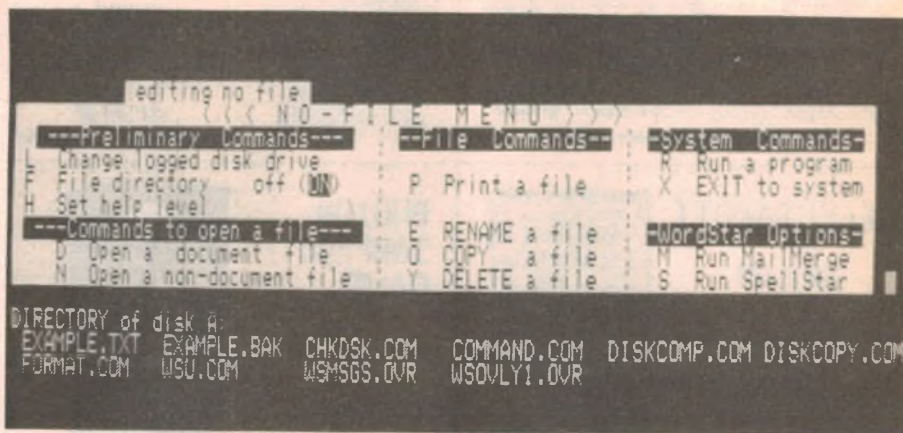 editing no file
< < <  N O - F I L E   M E N U  > > >
---Preliminary Commands--- | --File Commands-- | -System Commands-
L Change logged disk drive | | R Run a program
F File directory off (ON) | P Print a file | X EXIT to system
H Set help level
---Commands to open a file--- | E RENAME a file | -WordStar Options-
D Open a document file | O COPY a file | M Run MailMerge
N Open a non-document file | Y DELETE a file | S Run SpellStar
DIRECTORY of disk A:
EXAMPLE.TXT EXAMPLE.BAK CHKDSK.COM COMMAND.COM DISKCOMP.COM DISKCOPY.COM
FORMAT.COM WSU.COM WSMSGS.OVR WSOVLY1.OVR